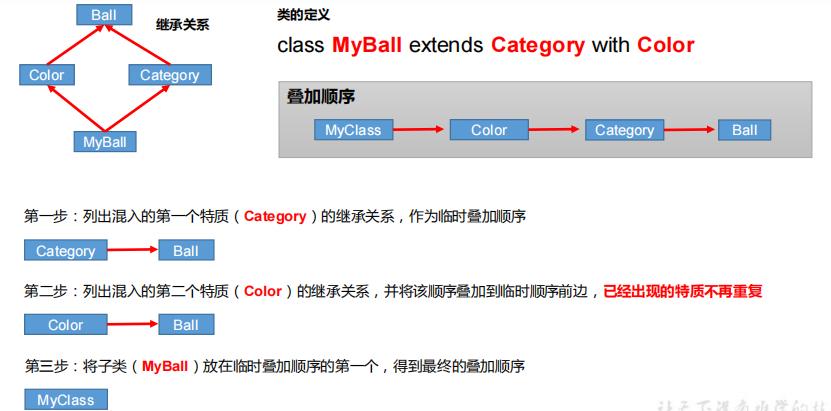 Ball
继承关系
Color
Category
MyBall
类的定义
class MyBall extends Category with Color
叠加顺序
MyClass
Color
Category
Ball
第一步：列出混入的第一个特质（Category）的继承关系，作为临时叠加顺序
Category
Ball
第二步：列出混入的第二个特质（Color）的继承关系，并将该顺序叠加到临时顺序前边，已经出现的特质不再重复
Color
Ball
第三步：将子类（MyBall）放在临时叠加顺序的第一个，得到最终的叠加顺序
MyClass